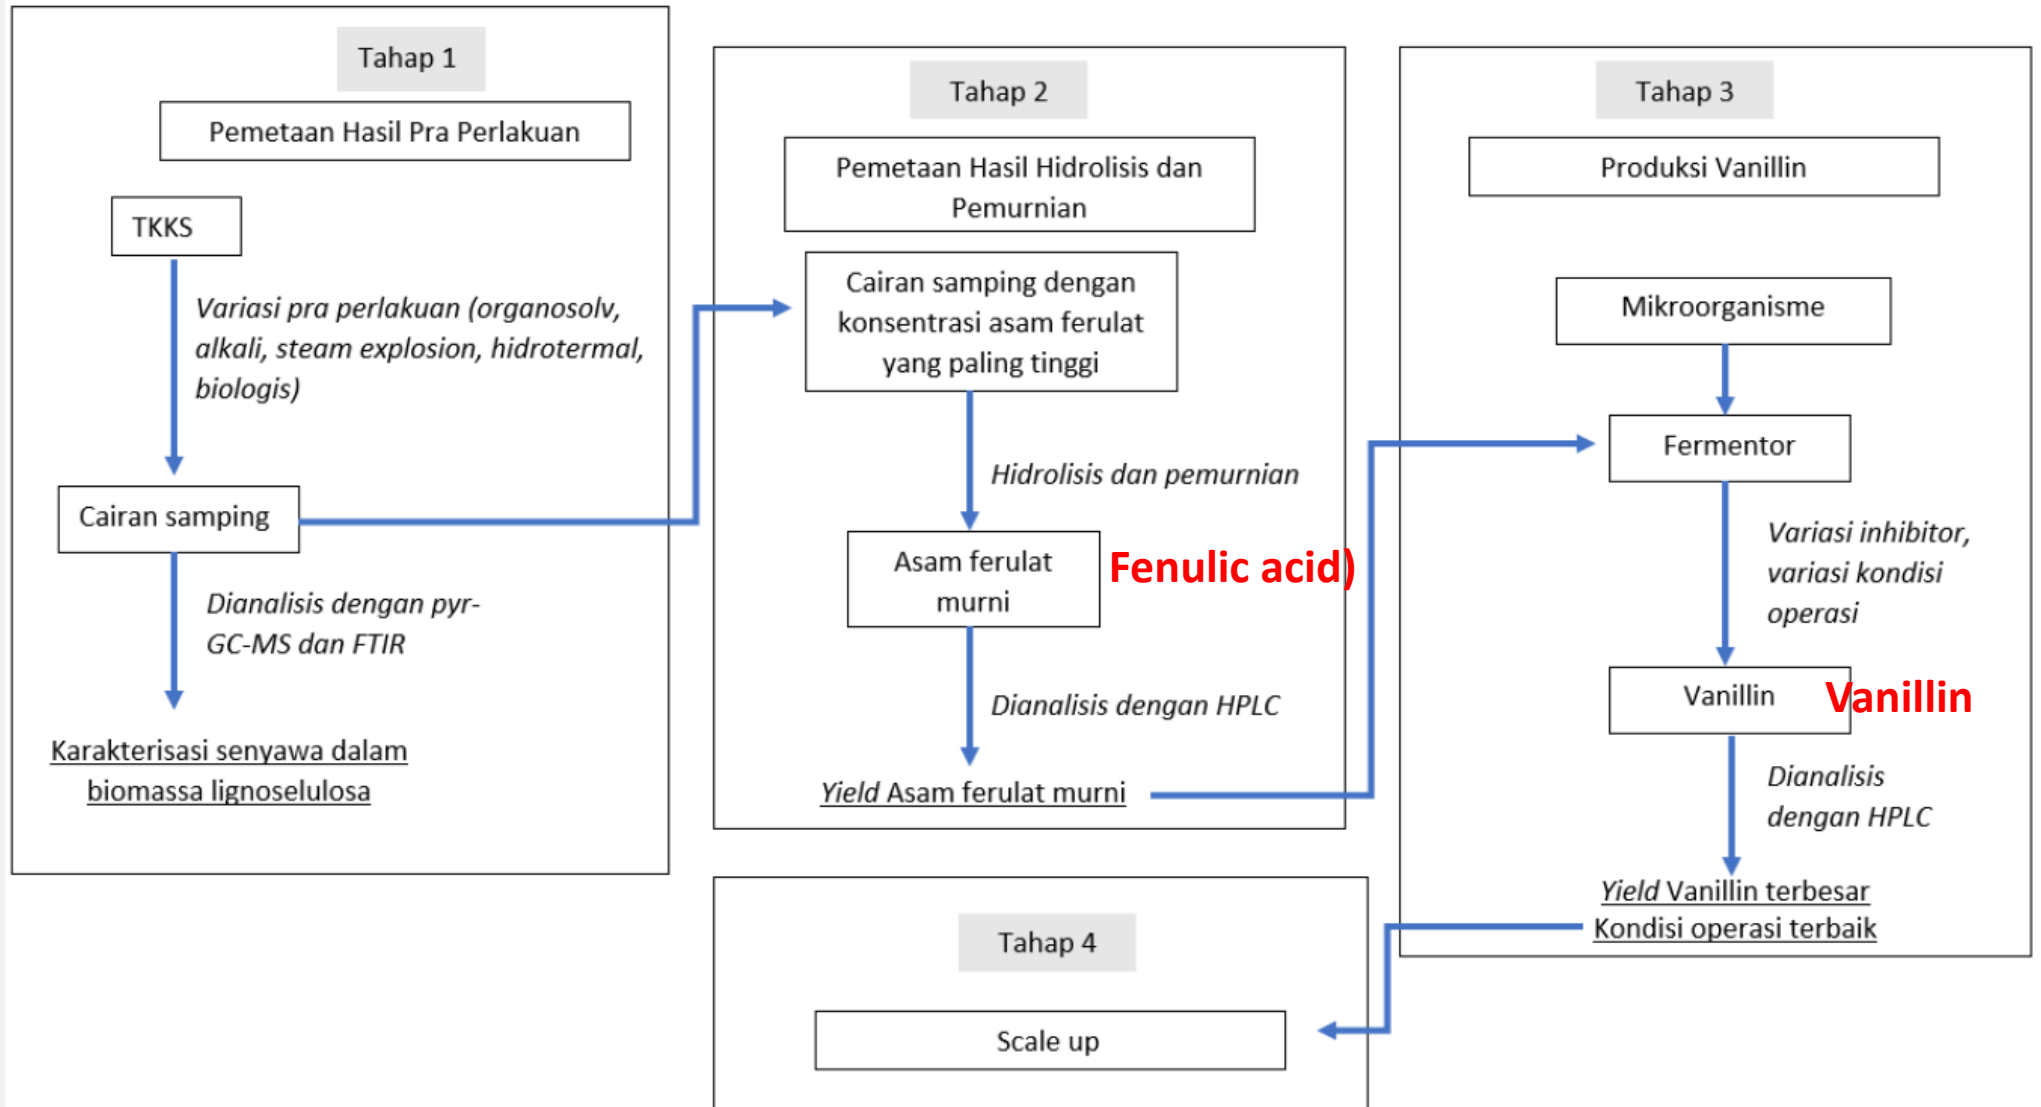 Tahap 1
Pemetaan Hasil Pra Perlakuan
TKKS
Variasi pra perlakuan (organosolv,
alkali, steam explosion, hidrotermal,
biologis)
Cairan samping
Dianalisis dengan pyr-
GC-MS dan FTIR
Karakterisasi senyawa dalam
biomassa lignoselulosa
Tahap 2
Pemetaan Hasil Hidrolisis dan
Pemurnian
Cairan samping dengan
konsentrasi asam ferulat
yang paling tinggi
Hidrolisis dan pemurnian
Asam ferulat
murni
Fenulic acid)
Dianalisis dengan HPLC
Yield Asam ferulat murni
Tahap 3
Produksi Vanillin
Mikroorganisme
Fermentor
Variasi inhibitor,
variasi kondisi
operasi
Vanillin
Vanillin
Dianalisis
dengan HPLC
Yield Vanillin terbesar
Kondisi operasi terbaik
Tahap 4
Scale up